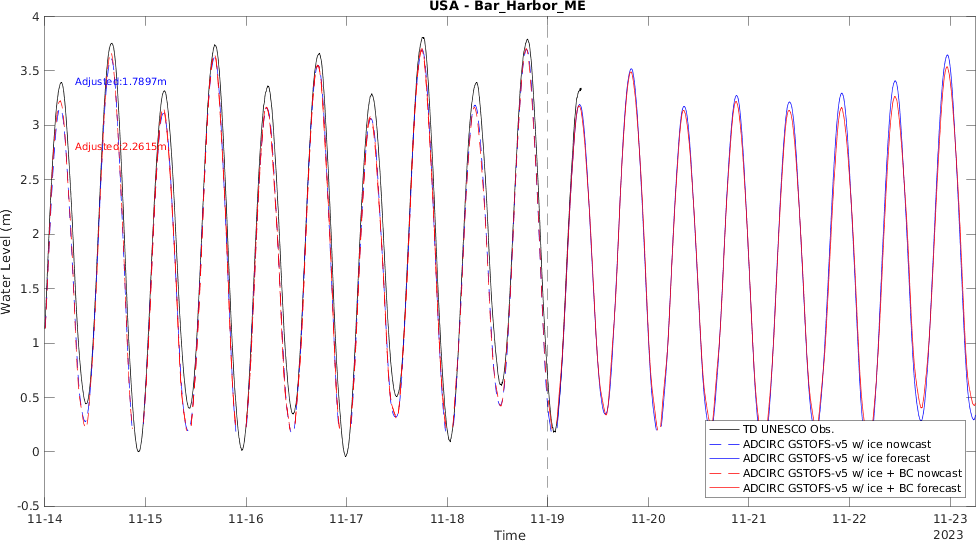 USA - Bar_Harbor_ME
4
3.5
3
2.5
2
1.5
1
0.5
0
-0.5
Water Level (m)
Adjusted:1.7897m
Adjusted:2.2615m
TD UNESCO Obs.
ADCIRC GSTOFS-v5 w/ ice nowcast
ADCIRC GSTOFS-v5 w/ ice forecast
ADCIRC GSTOFS-v5 w/ ice + BC nowcast
ADCIRC GSTOFS-v5 w/ ice + BC forecast
11-14 11-15 11-16 11-17 11-18 11-19 11-20 11-21 11-22 11-23
Time
2023